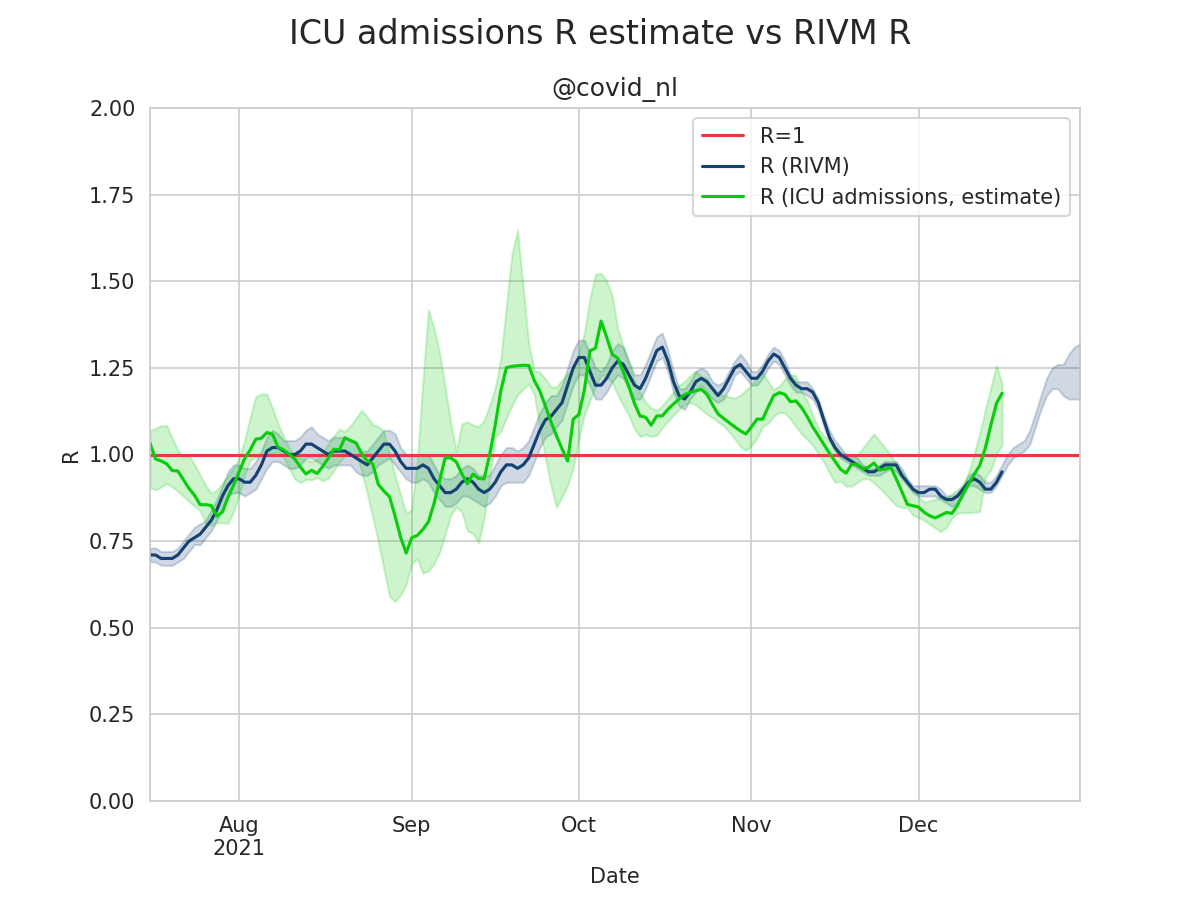 ICU admissions R estimate vs RIVM R
@covid_nl
2.00
R=1
R (RIVM)
R (ICU admissions, estimate)
1.75
1.50
1.25
1.00
R
0.75
0.50
0.25
0.00
Aug Sep Oct Nov Dec
2021
Date